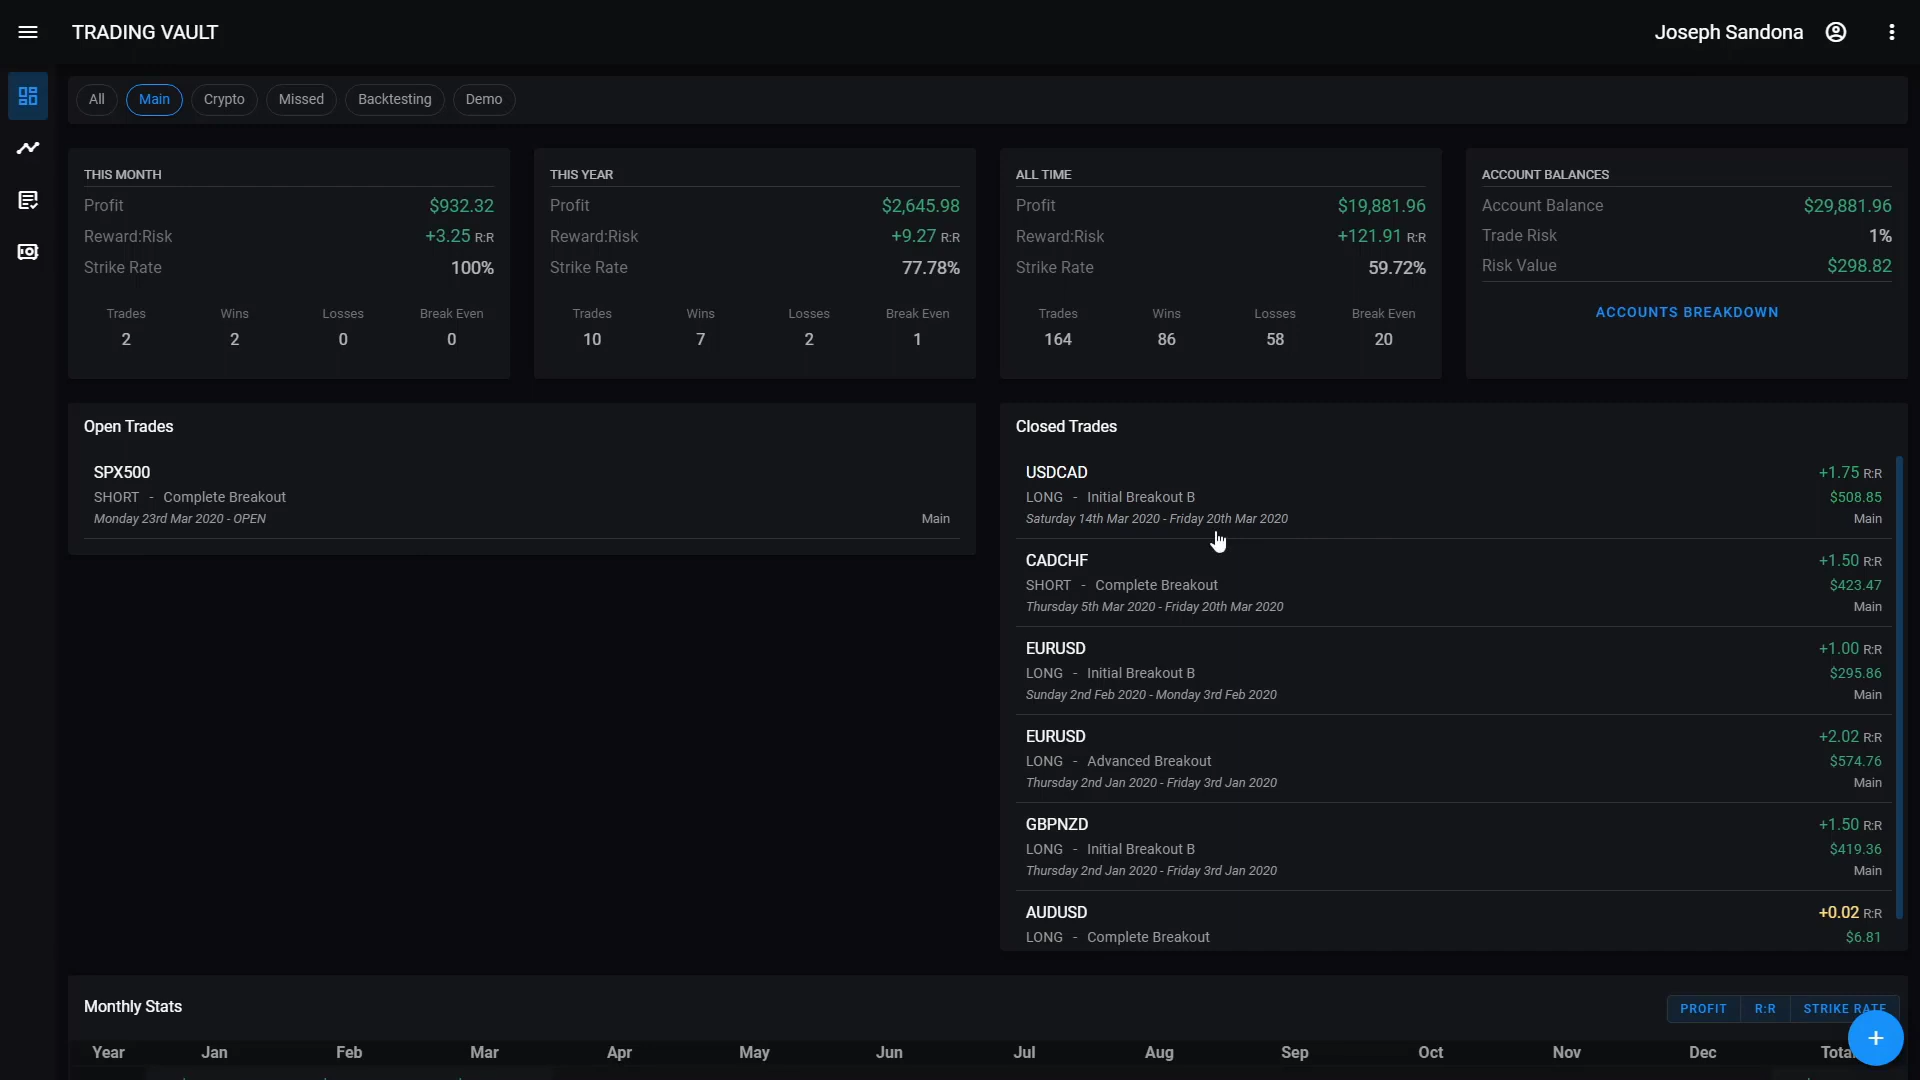 TRADING VAULT
Joseph Sandona
All Main Crypto Missed Backtesting Demo
THIS MONTH
Profit $932.32
Reward:Risk +3.25 R:R
Strike Rate 100%
Trades Wins Losses Break Even
2 2 0 0
THIS YEAR
Profit $2,645.98
Reward:Risk +9.27 R:R
Strike Rate 77.78%
Trades Wins Losses Break Even
10 7 2 1
ALL TIME
Profit $19,881.96
Reward:Risk +121.91 R:R
Strike Rate 59.72%
Trades Wins Losses Break Even
164 86 58 20
ACCOUNT BALANCES
Account Balance $29,881.96
Trade Risk 1%
Risk Value $298.82
ACCOUNTS BREAKDOWN
Open Trades
SPX500
SHORT - Complete Breakout
Monday 23rd Mar 2020 - OPEN Main
Closed Trades
USDCAD +1.75 R:R
LONG - Initial Breakout B $508.85
Saturday 14th Mar 2020 - Friday 20th Mar 2020 Main
CADCHF +1.50 R:R
SHORT - Complete Breakout $423.47
Thursday 5th Mar 2020 - Friday 20th Mar 2020 Main
EURUSD +1.00 R:R
LONG - Initial Breakout B $295.86
Sunday 2nd Feb 2020 - Monday 3rd Feb 2020 Main
EURUSD +2.02 R:R
LONG - Advanced Breakout $574.76
Thursday 2nd Jan 2020 - Friday 3rd Jan 2020 Main
GBPNZD +1.50 R:R
LONG - Initial Breakout B $419.36
Thursday 2nd Jan 2020 - Friday 3rd Jan 2020 Main
AUDUSD +0.02 R:R
LONG - Complete Breakout $6.81
Monthly Stats
PROFIT R:R STRIKE RATE
Year Jan Feb Mar Apr May Jun Jul Aug Sep Oct Nov Dec Total